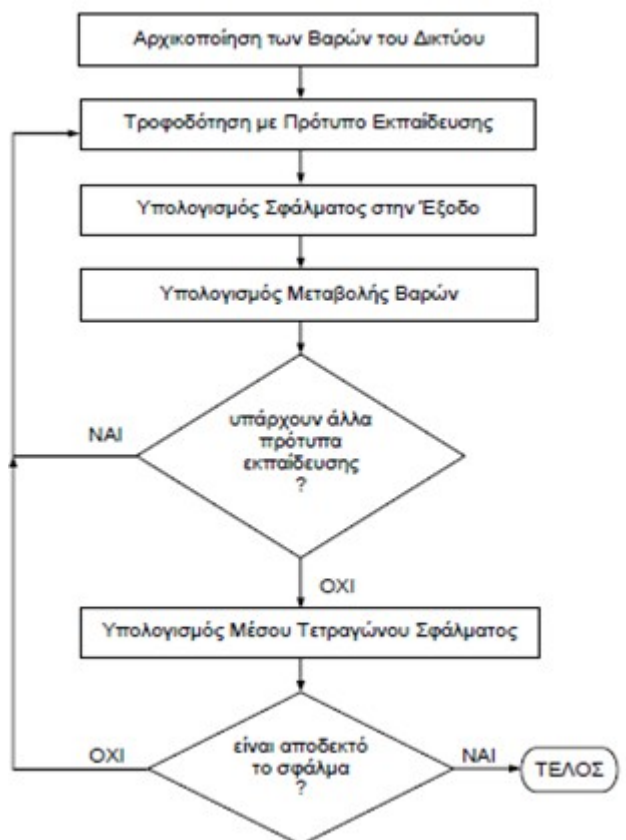 Αρχικοποίηση των Βαρών του Δικτύου
Τροφοδότηση με Πρότυπο Εκπαίδευσης
Υπολογισμός Σφάλματος στην Έξοδο
Υπολογισμός Μεταβολής Βαρών
ΝΑΙ
υπάρχουν άλλα
πρότυπα
εκπαίδευσης
?
ΟΧΙ
Υπολογισμός Μέσου Τετραγώνου Σφάλματος
ΟΧΙ
είναι αποδεκτό
το σφάλμα
?
ΝΑΙ
ΤΕΛΟΣ